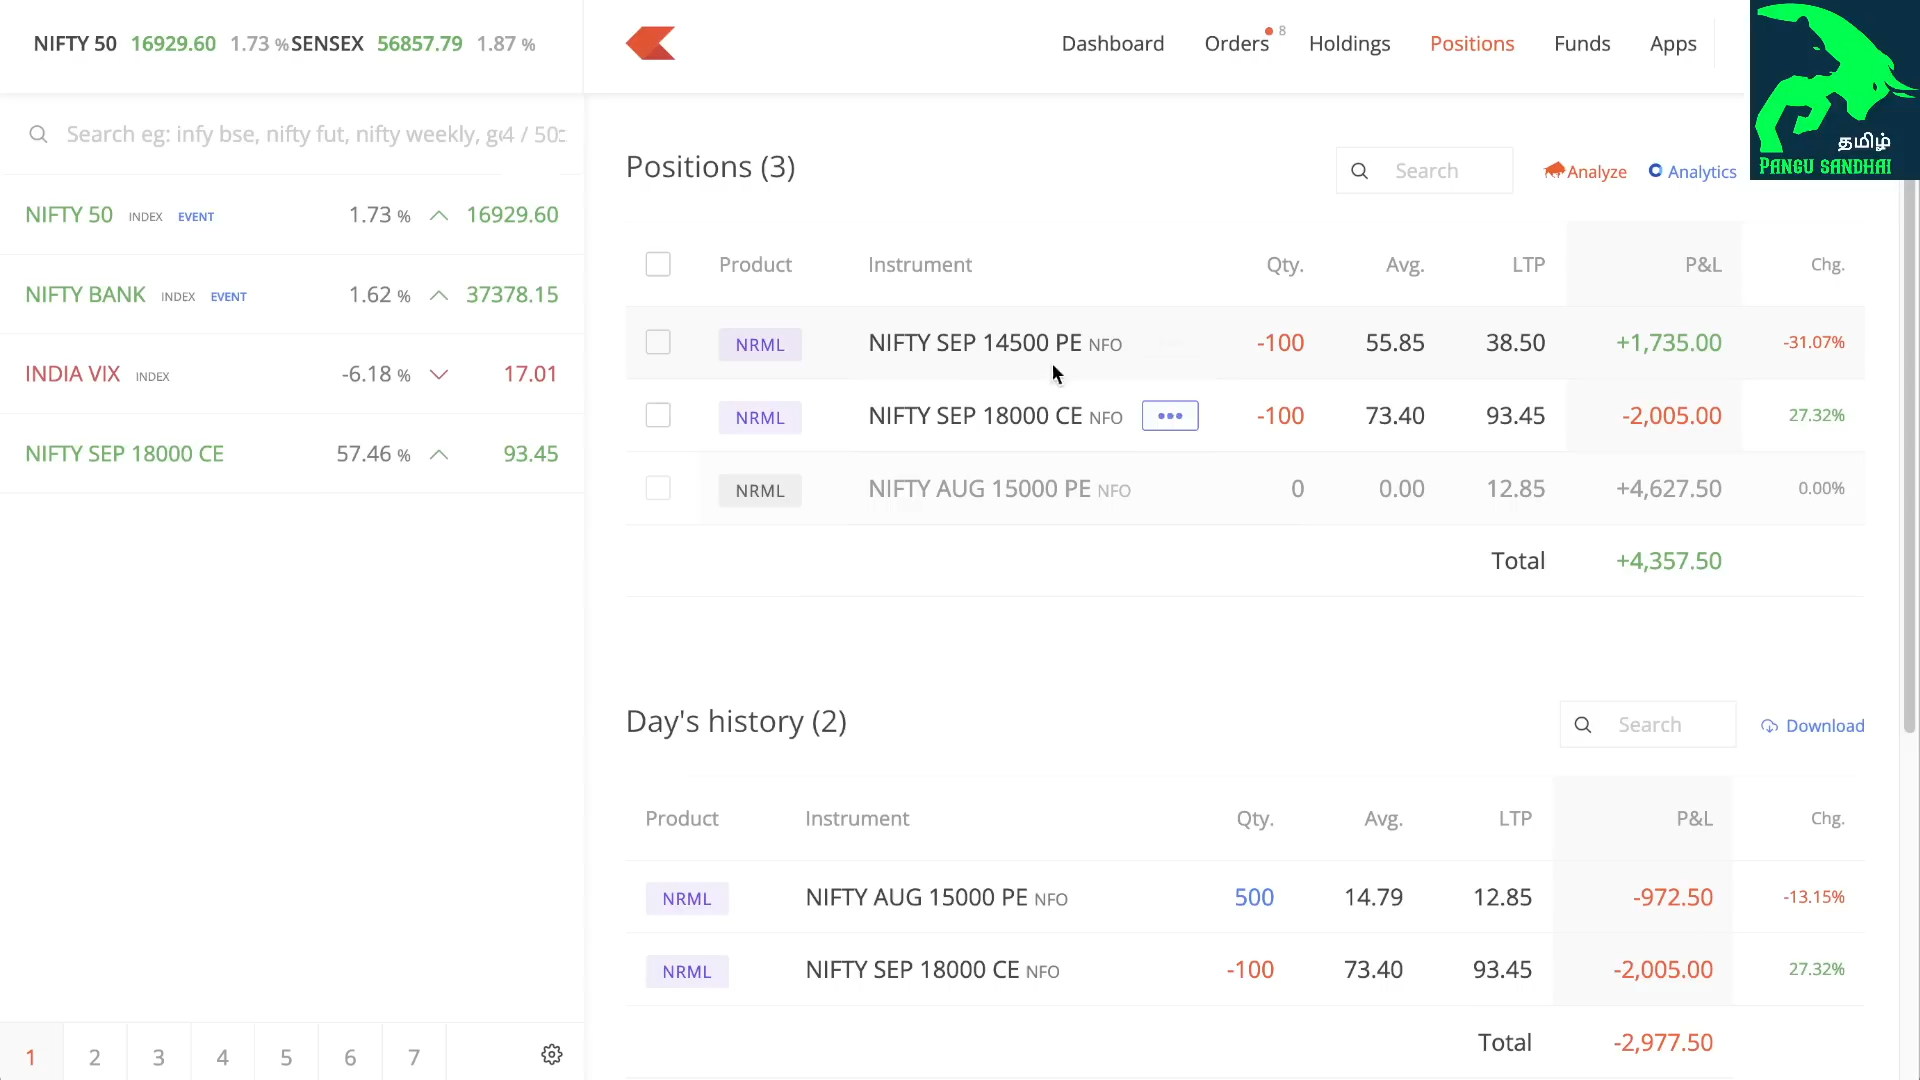 NIFTY 50 16929.60 1.73 % SENSEX 56857.79 1.87 %
Dashboard Orders 8 Holdings Positions Funds Apps
தமிழ்
PANGU SANDHAI
Search eg: infy bse, nifty fut, nifty weekly, 4 / 50
NIFTY 50 INDEX EVENT 1.73 % 16929.60
NIFTY BANK INDEX EVENT 1.62 % 37378.15
INDIA VIX INDEX -6.18 % 17.01
NIFTY SEP 18000 CE 57.46 % 93.45
1 2 3 4 5 6 7
Positions (3) Search Analyze Analytics
Product Instrument Qty. Avg. LTP P&L Chg.
NRML NIFTY SEP 14500 PE NFO -100 55.85 38.50 +1,735.00 -31.07%
NRML NIFTY SEP 18000 CE NFO ••• -100 73.40 93.45 -2,005.00 27.32%
NRML NIFTY AUG 15000 PE NFO 0 0.00 12.85 +4,627.50 0.00%
Total +4,357.50
Day's history (2) Search Download
Product Instrument Qty. Avg. LTP P&L Chg.
NRML NIFTY AUG 15000 PE NFO 500 14.79 12.85 -972.50 -13.15%
NRML NIFTY SEP 18000 CE NFO -100 73.40 93.45 -2,005.00 27.32%
Total -2,977.50